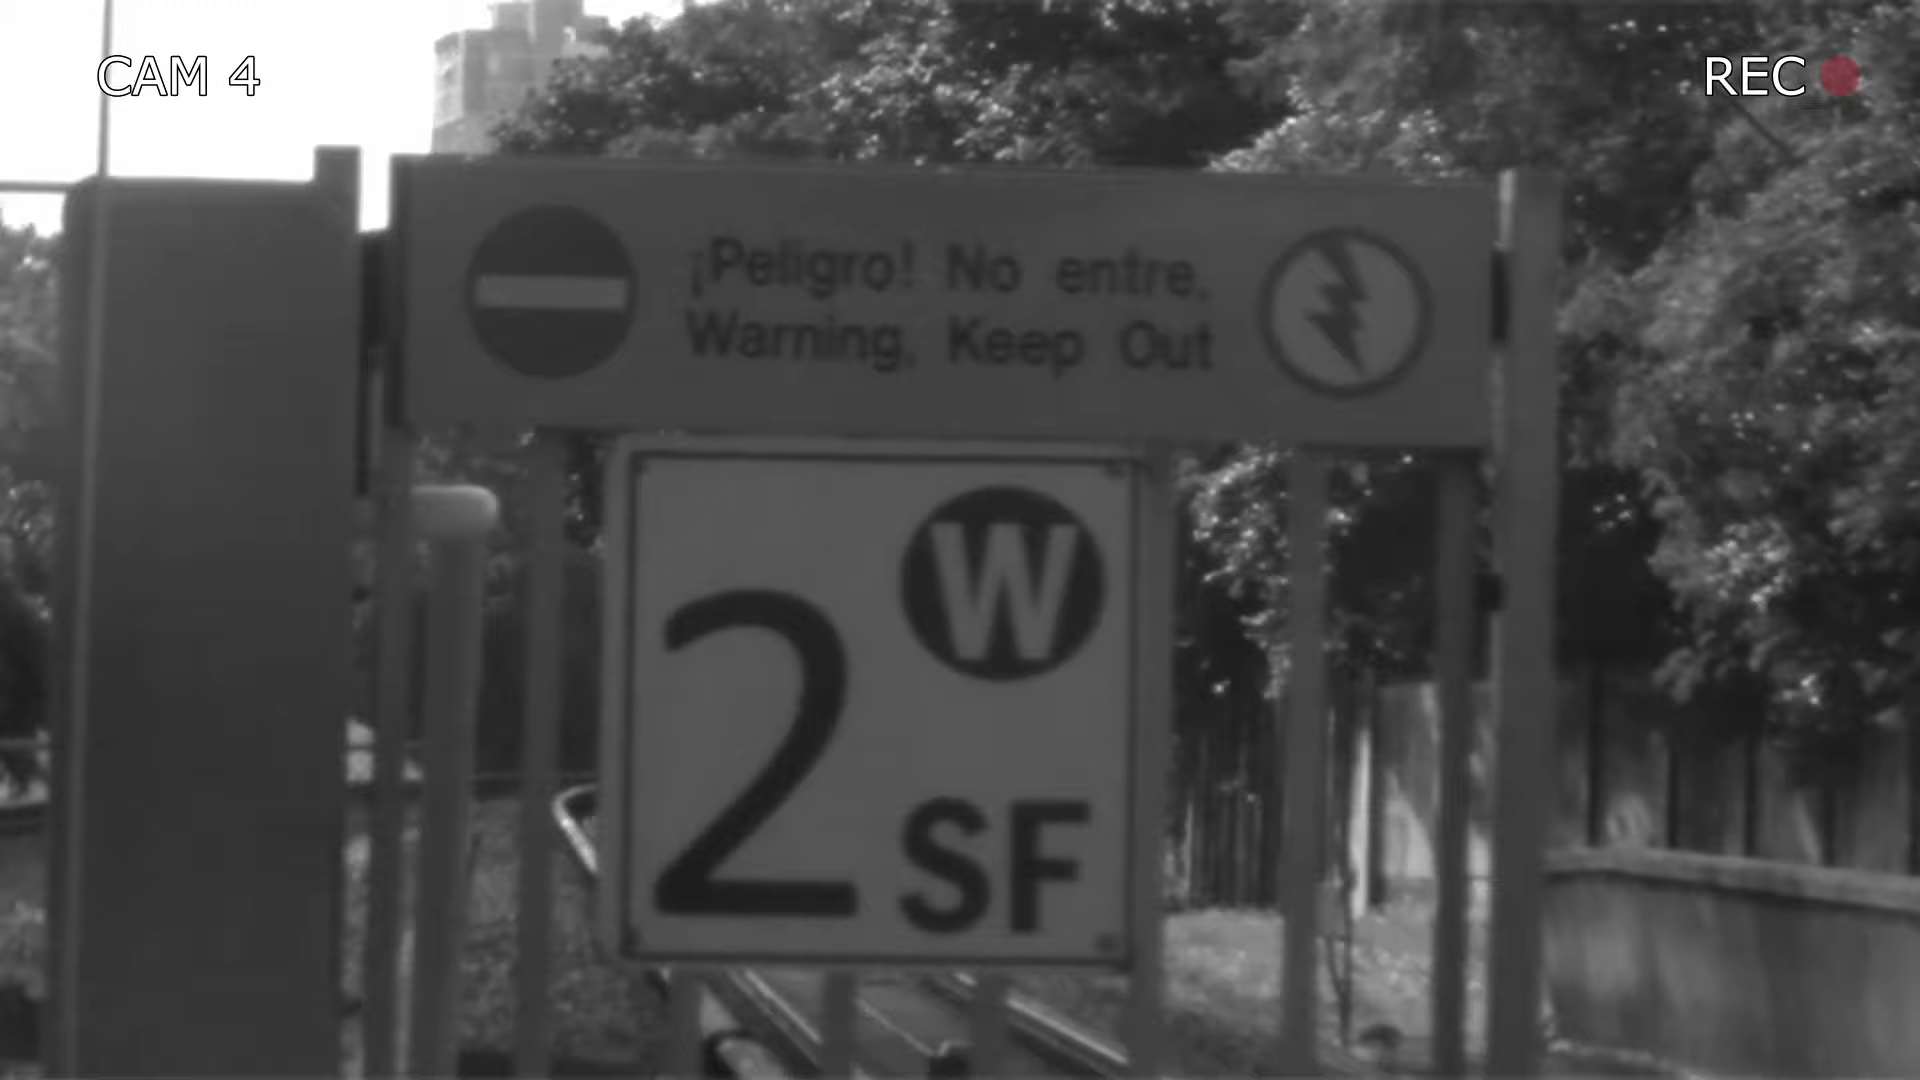 CAM 4
REC
¡Peligro! No entre.
Warning. Keep Out
W
2
SF